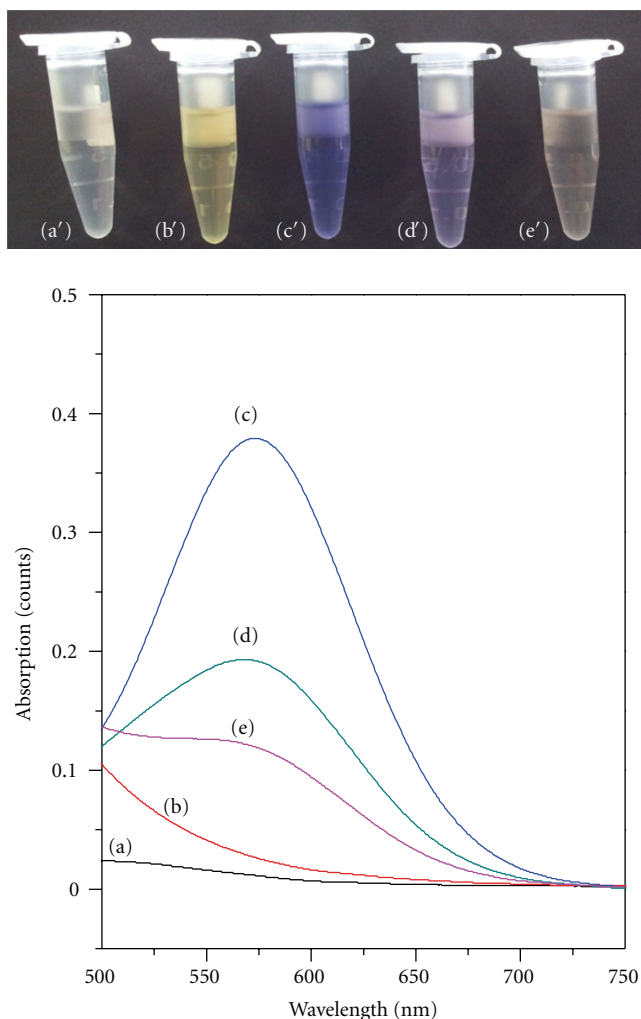 (a′) (b′) (c′) (d′) (e′)
0.5
(c)
0.4
0.3
Absorption (counts)
(d)
0.2
(e)
0.1
(b)
(a)
0
500 550 600 650 700 750
Wavelength (nm)